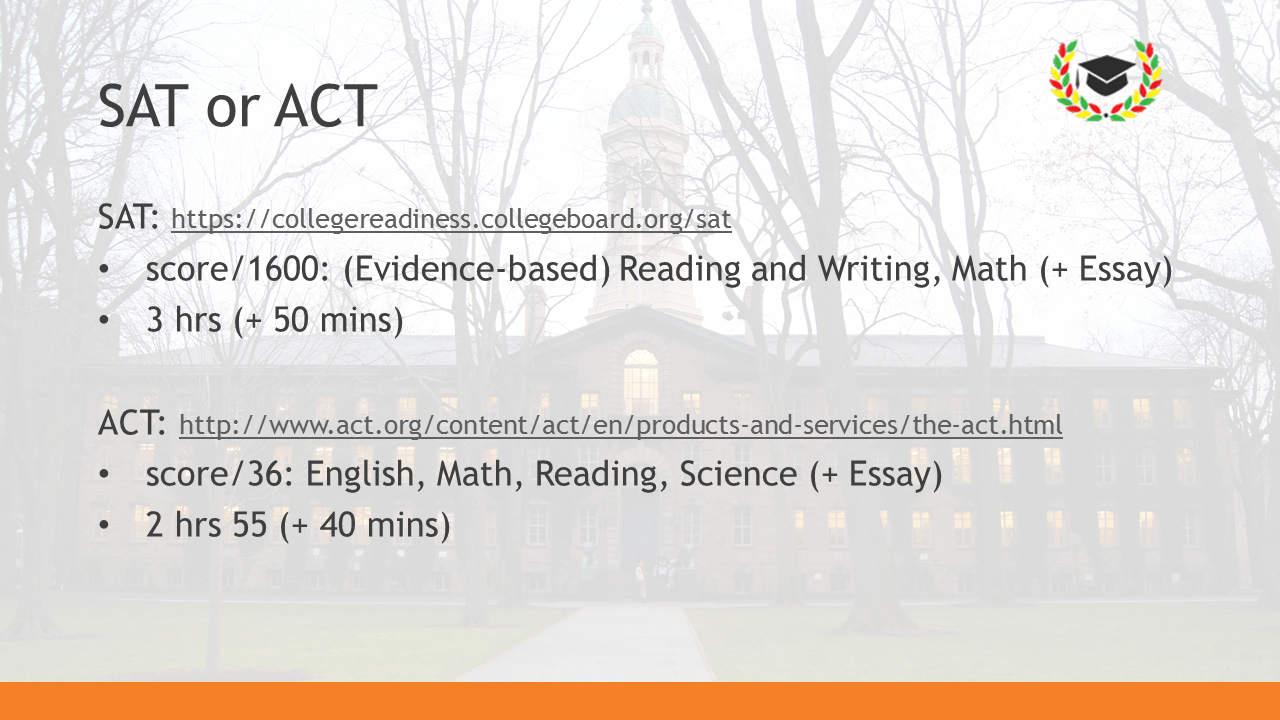 SAT or ACT
SAT: https://collegereadiness.collegeboard.org/sat
• score/1600: (Evidence-based) Reading and Writing, Math (+ Essay)
• 3 hrs (+ 50 mins)
ACT: http://www.act.org/content/act/en/products-and-services/the-act.html
• score/36: English, Math, Reading, Science (+ Essay)
• 2 hrs 55 (+ 40 mins)